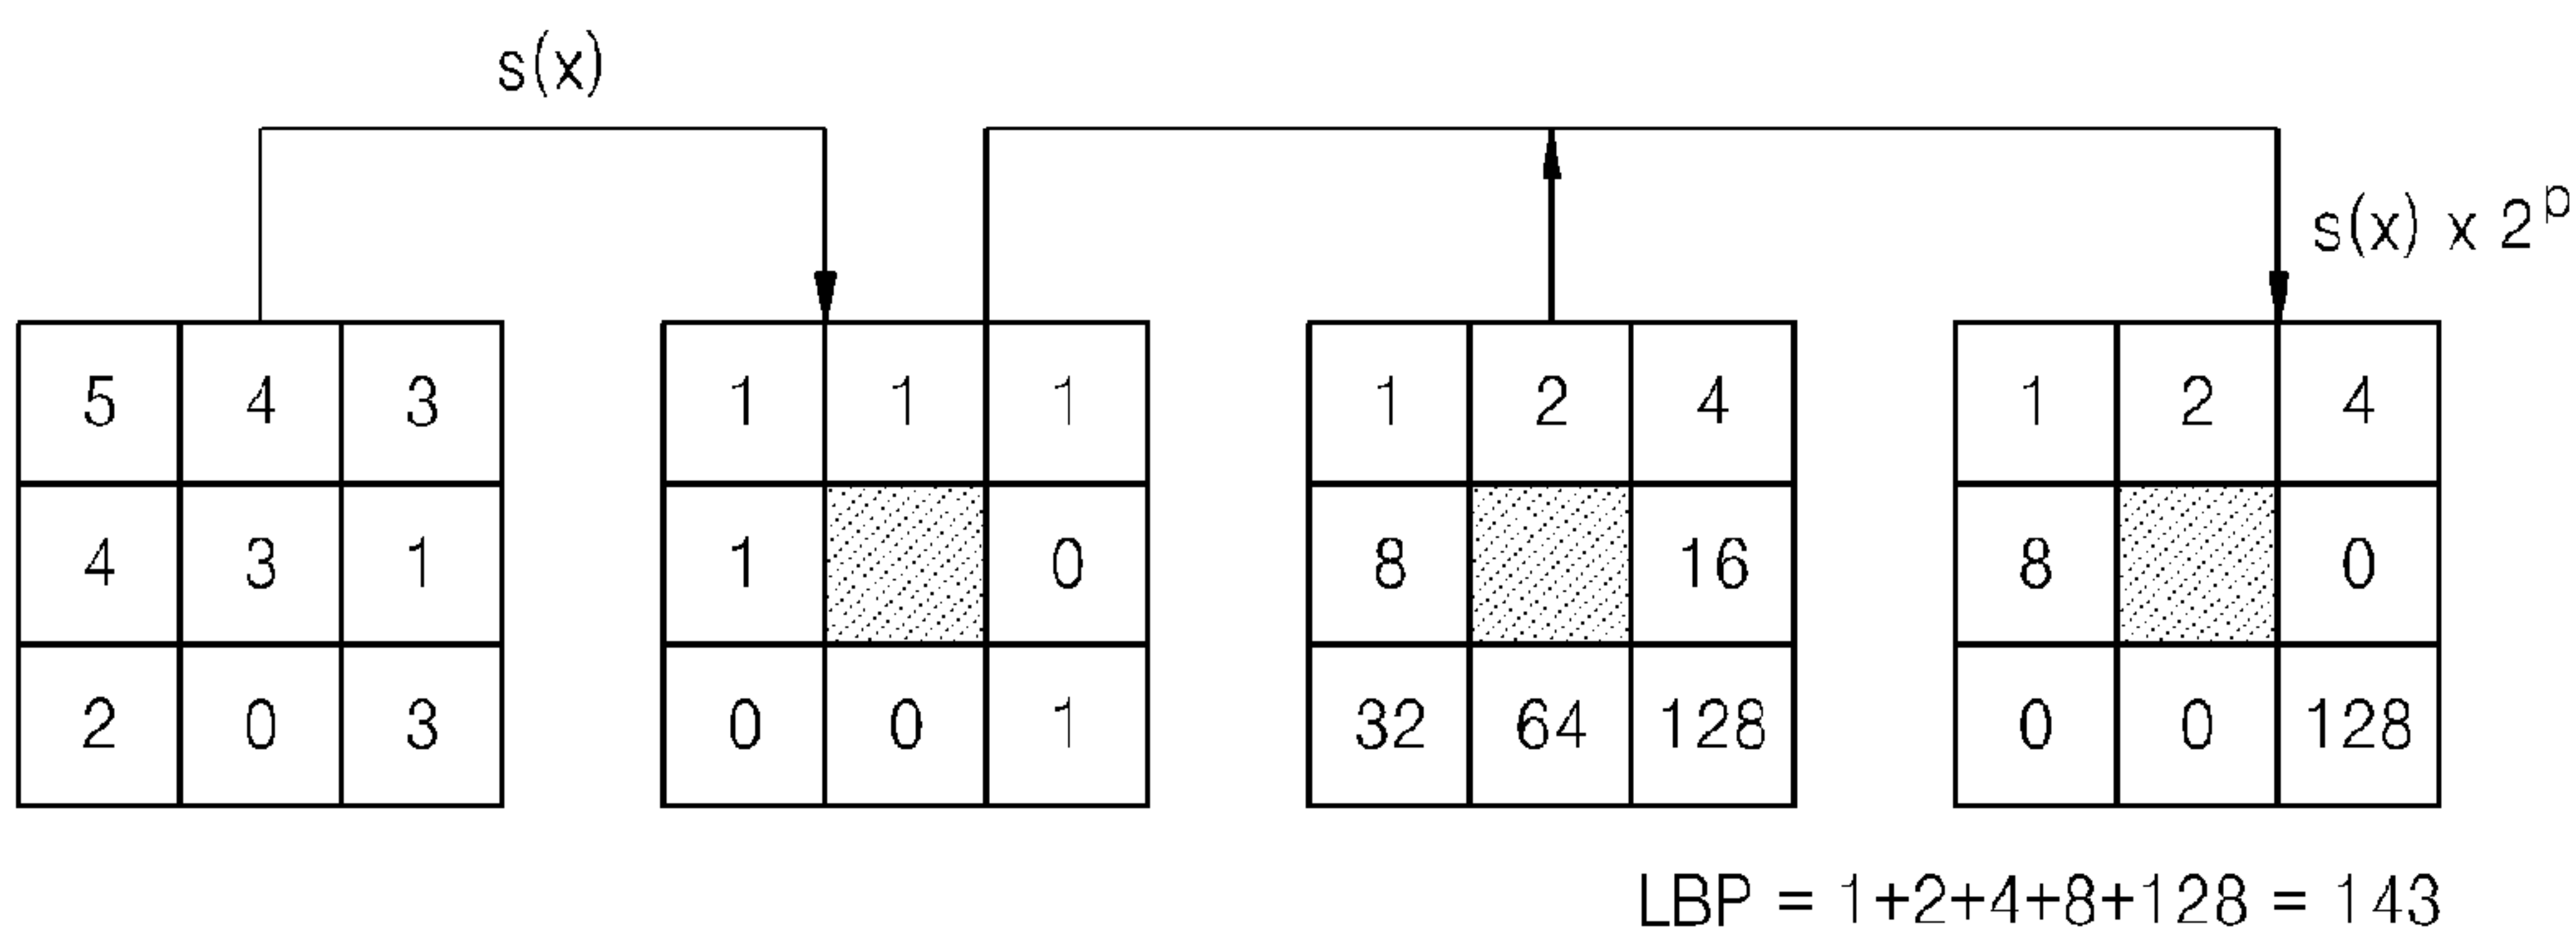 s(x)
s(x) x 2^p
5 4 3 1 1 1 1 2 4 1 2 4
4 3 1 1 0 8 16 8 0
2 0 3 0 0 1 32 64 128 0 0 128
LBP = 1+2+4+8+128 = 143